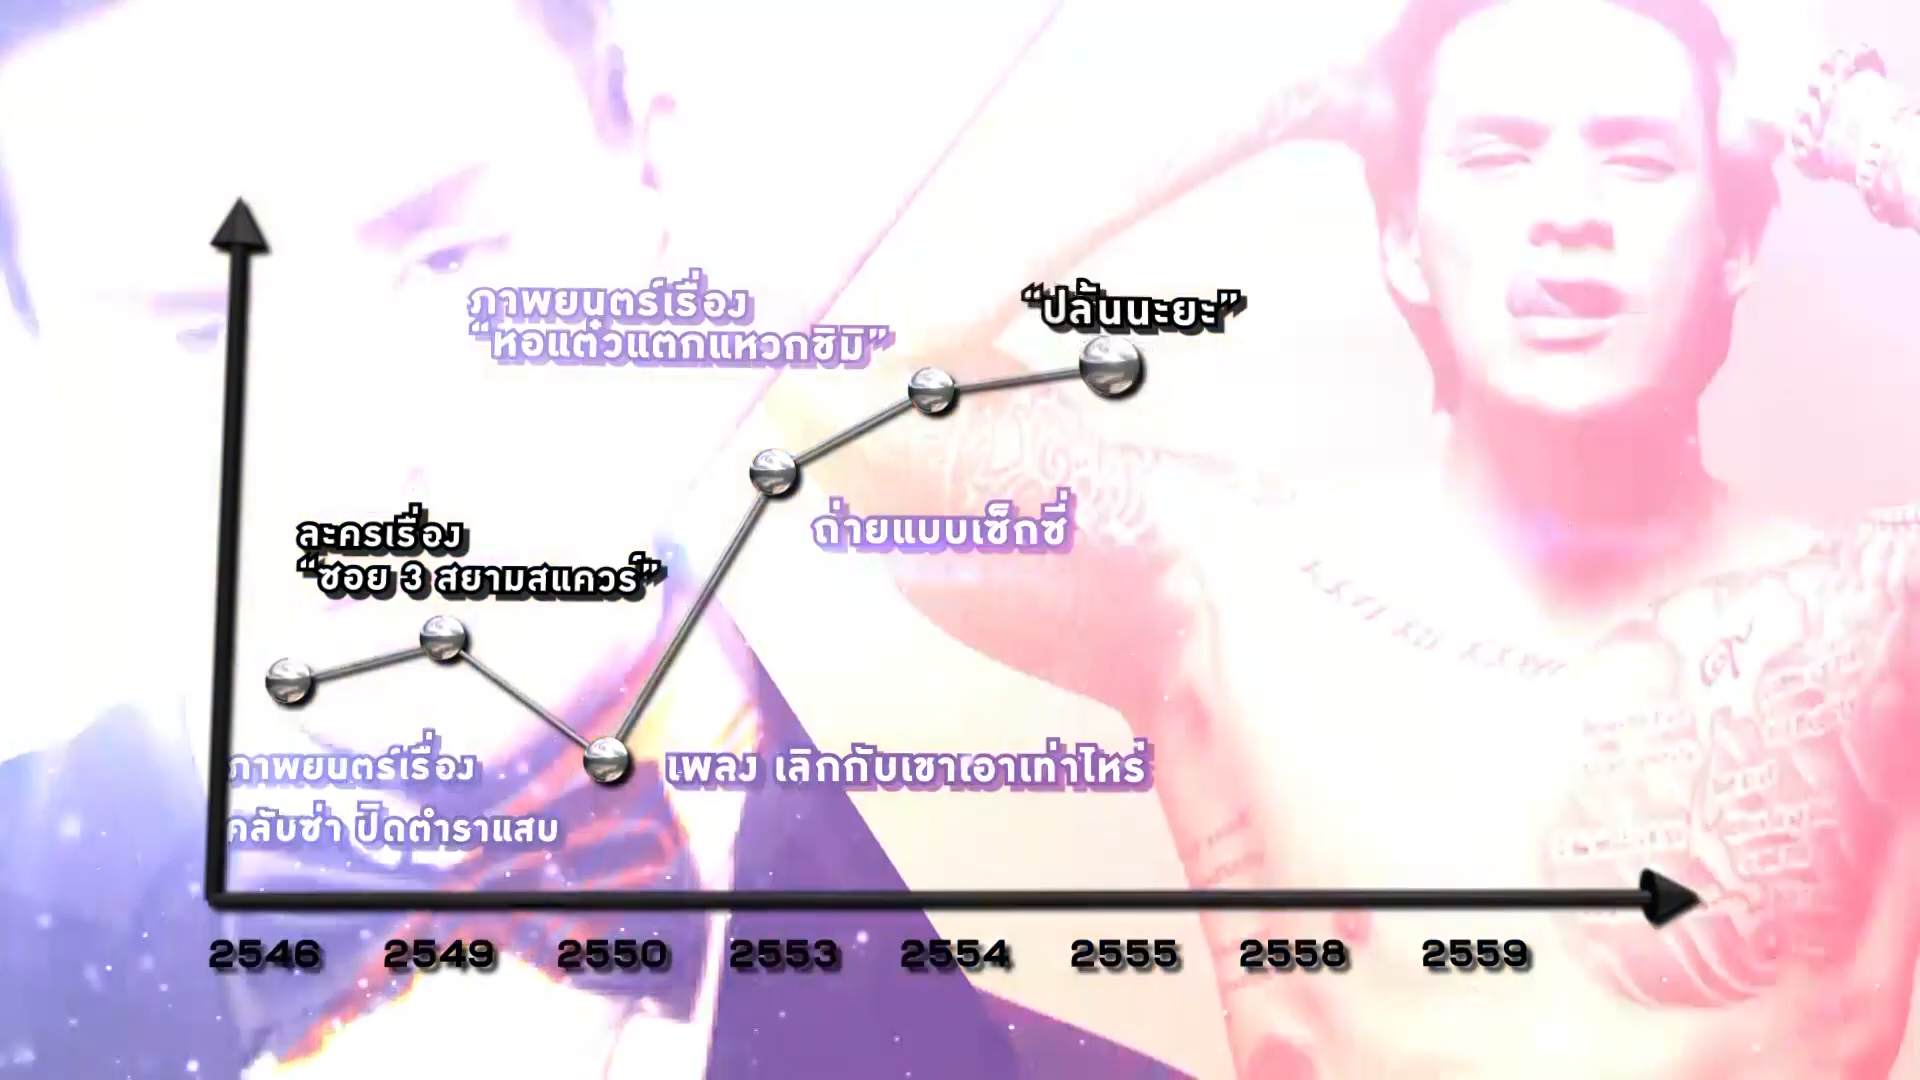 ภาพยนตร์เรื่อง
“หอแต๋วแตกแหวกชิมิ”
“ปล้นนะยะ”
ถ่ายแบบเซ็กซี่
ละครเรื่อง
“ซอย 3 สยามสแควร์”
ภาพยนตร์เรื่อง
คลับซ่า ปิดตำราแสบ
เพลง เลิกกับเขาเอาเท่าไหร่
2546 2549 2550 2553 2554 2555 2558 2559